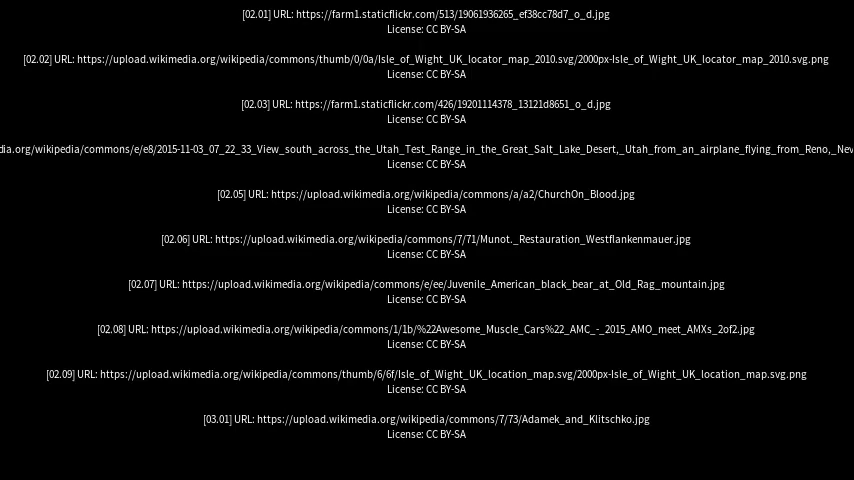 [02.01] URL: https://farm1.staticflickr.com/513/19061936265_ef38cc78d7_o_d.jpg
License: CC BY-SA
[02.02] URL: https://upload.wikimedia.org/wikipedia/commons/thumb/0/0a/Isle_of_Wight_UK_locator_map_2010.svg/2000px-Isle_of_Wight_UK_locator_map_2010.svg.png
License: CC BY-SA
[02.03] URL: https://farm1.staticflickr.com/426/19201114378_13121d8651_o_d.jpg
License: CC BY-SA
dia.org/wikipedia/commons/e/e8/2015-11-03_07_22_33_View_south_across_the_Utah_Test_Range_in_the_Great_Salt_Lake_Desert,_Utah_from_an_airplane_flying_from_Reno,_Nev
License: CC BY-SA
[02.05] URL: https://upload.wikimedia.org/wikipedia/commons/a/a2/ChurchOn_Blood.jpg
License: CC BY-SA
[02.06] URL: https://upload.wikimedia.org/wikipedia/commons/7/71/Munot._Restauration_Westflankenmauer.jpg
License: CC BY-SA
[02.07] URL: https://upload.wikimedia.org/wikipedia/commons/e/ee/Juvenile_American_black_bear_at_Old_Rag_mountain.jpg
License: CC BY-SA
[02.08] URL: https://upload.wikimedia.org/wikipedia/commons/1/1b/%22Awesome_Muscle_Cars%22_AMC_-_2015_AMO_meet_AMXs_2of2.jpg
License: CC BY-SA
[02.09] URL: https://upload.wikimedia.org/wikipedia/commons/thumb/6/6f/Isle_of_Wight_UK_location_map.svg/2000px-Isle_of_Wight_UK_location_map.svg.png
License: CC BY-SA
[03.01] URL: https://upload.wikimedia.org/wikipedia/commons/7/73/Adamek_and_Klitschko.jpg
License: CC BY-SA